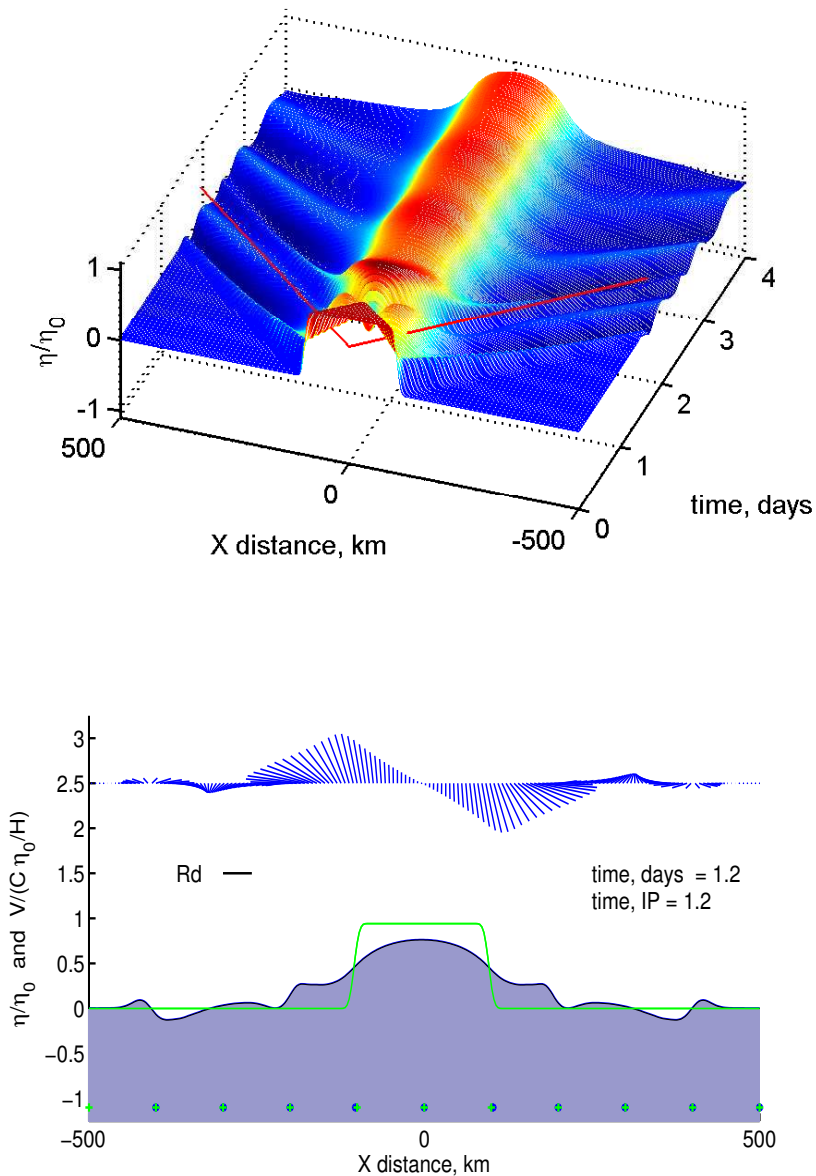 1
0
-1
η/η0
500
0
-500
X distance, km
0
1
2
3
4
time, days
3
2.5
2
1.5
1
0.5
0
−0.5
−1
η/η0 and V/(C η0/H)
Rd
time, days = 1.2
time, IP = 1.2
−500
0
500
X distance, km